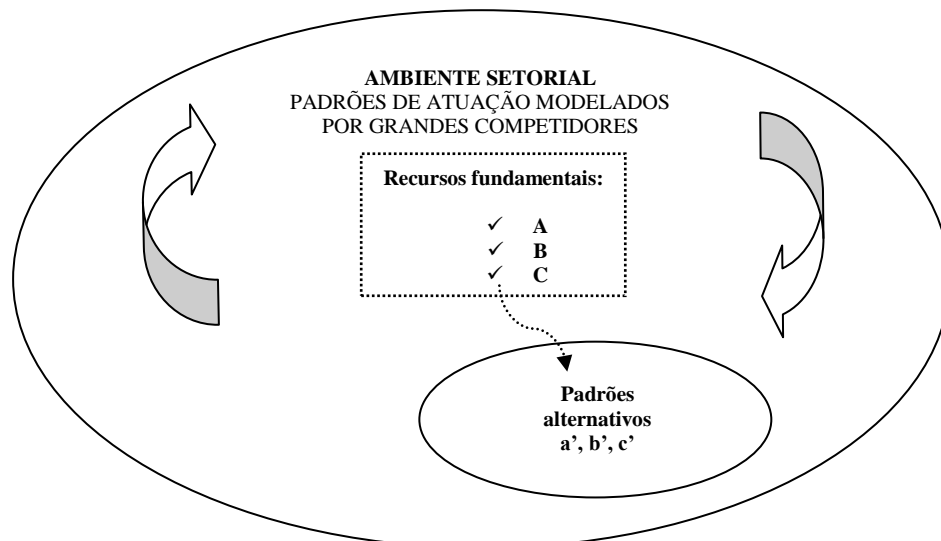 AMBIENTE SETORIAL
PADRÕES DE ATUAÇÃO MODELADOS
POR GRANDES COMPETIDORES
Recursos fundamentais:
✓ A
✓ B
✓ C
Padrões
alternativos
a’, b’, c’